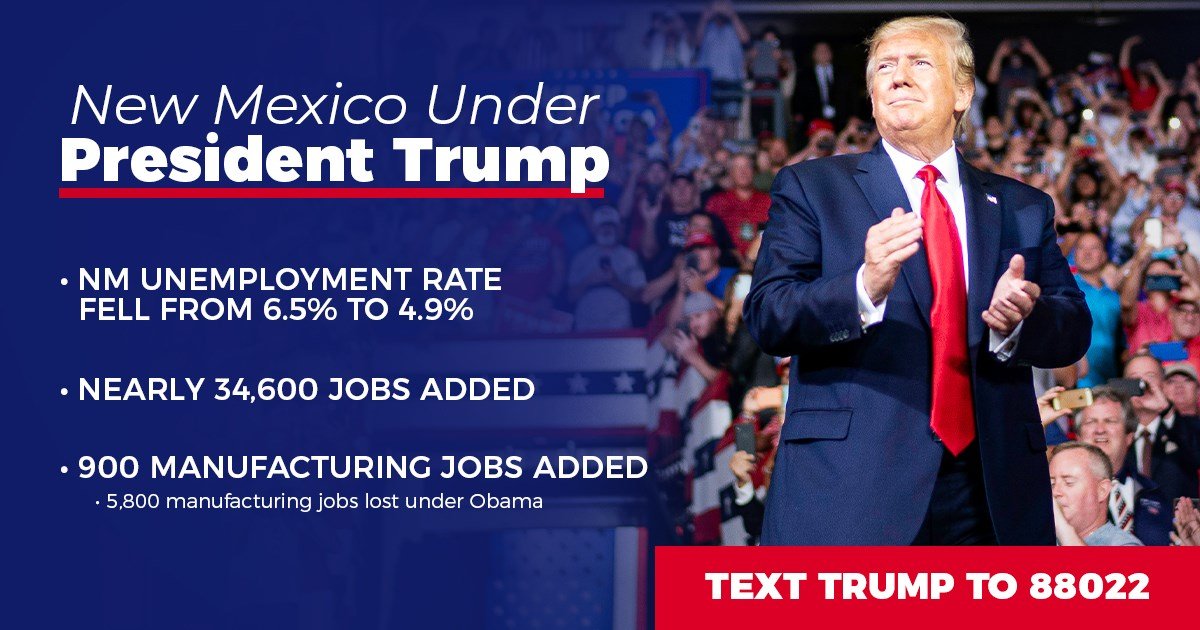 New Mexico Under
President Trump
• NM UNEMPLOYMENT RATE
FELL FROM 6.5% TO 4.9%
• NEARLY 34,600 JOBS ADDED
• 900 MANUFACTURING JOBS ADDED
• 5,800 manufacturing jobs lost under Obama
TEXT TRUMP TO 88022